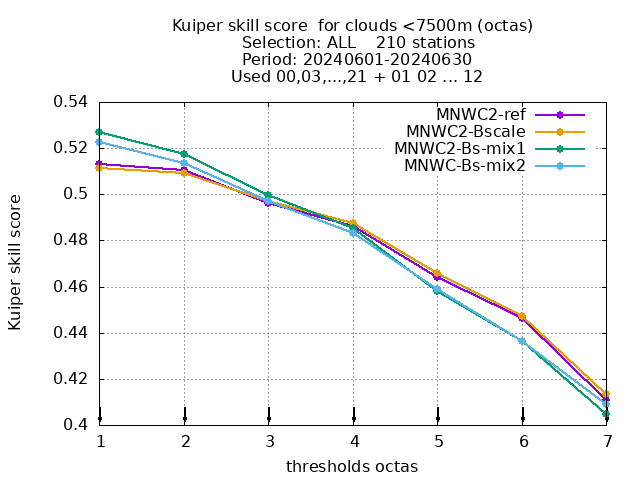 Kuiper skill score  for clouds <7500m (octas)
Selection: ALL    210 stations
Period: 20240601-20240630
Used 00,03,...,21 + 01 02 ... 12
MNWC2-ref
MNWC2-Bscale
MNWC2-Bs-mix1
MNWC-Bs-mix2
Kuiper skill score
0.54
0.52
0.5
0.48
0.46
0.44
0.42
0.4
1 2 3 4 5 6 7
thresholds octas